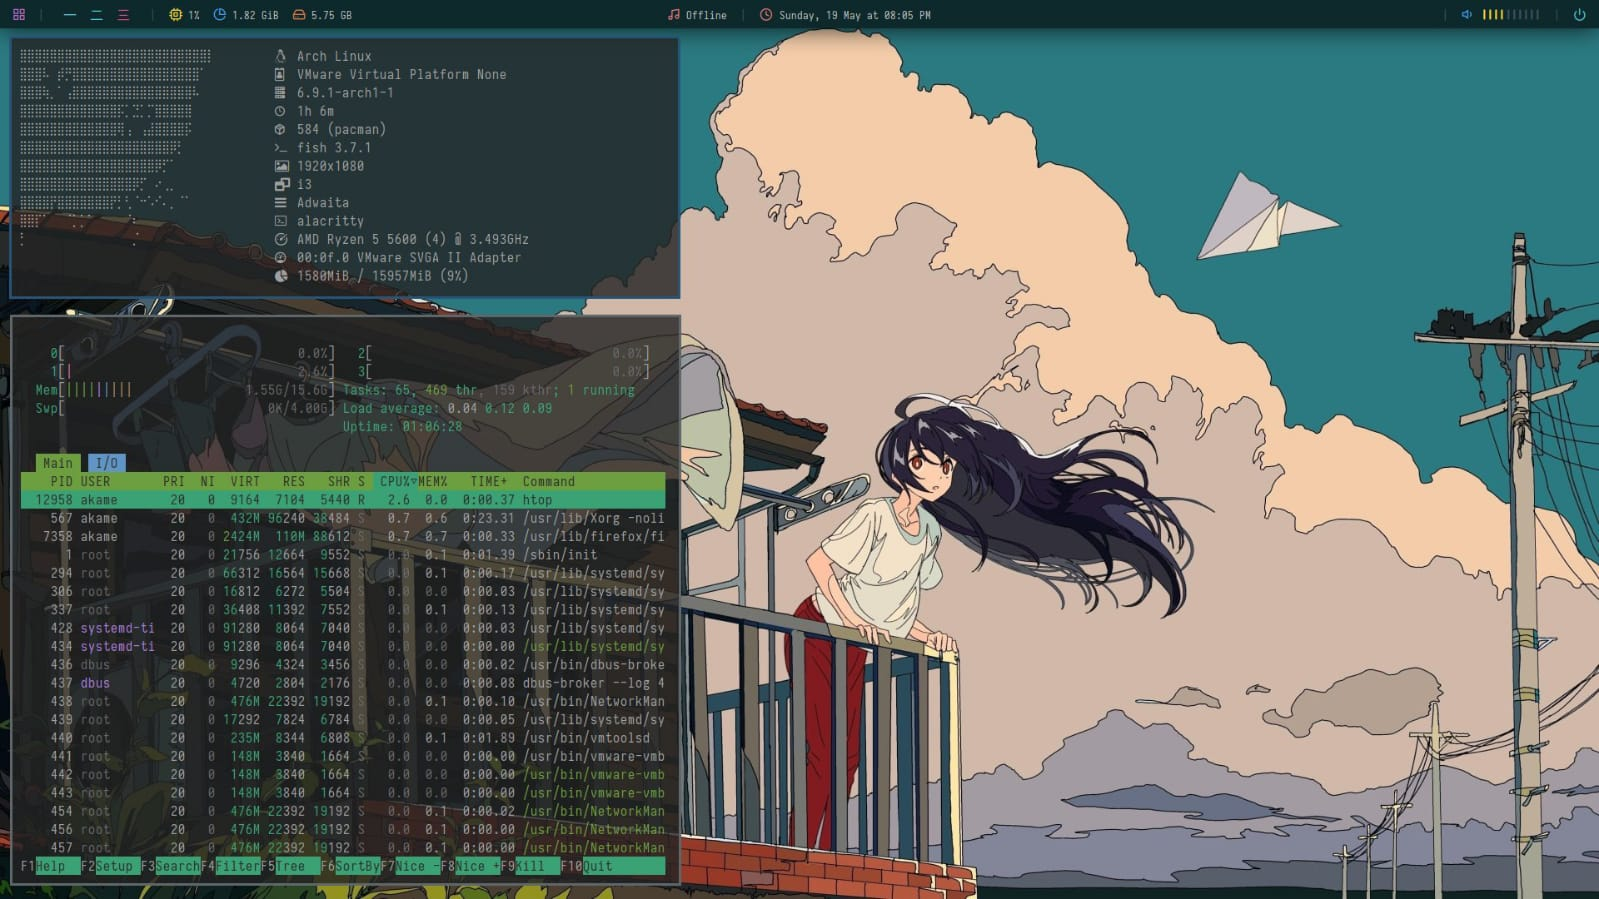 一 二 三 1% 1.82 GiB 5.75 GB Offline Sunday, 19 May at 08:05 PM
Arch Linux
VMware Virtual Platform None
6.9.1-arch1-1
1h 6m
584 (pacman)
fish 3.7.1
1920x1080
i3
Adwaita
alacritty
AMD Ryzen 5 5600 (4) @ 3.493GHz
00:0f.0 VMware SVGA II Adapter
1580MiB / 15957MiB (9%)
0[ 0.0%] 2[ 0.0%]
1[| 2.6%] 3[ 0.0%]
Mem[|||||||||| 1.55G/15.6G] Tasks: 65, 469 thr, 159 kthr; 1 running
Swp[ 0K/4.00G] Load average: 0.04 0.12 0.09
Uptime: 01:06:28
Main I/O
PID USER PRI NI VIRT RES SHR S CPU%▽MEM% TIME+ Command
12958 akame 20 0 9164 7104 5440 R 2.6 0.0 0:00.37 htop
567 akame 20 0 432M 96240 38484 S 0.7 0.6 0:23.31 /usr/lib/Xorg -noli
7358 akame 20 0 2424M 110M 88612 S 0.7 0.7 0:00.33 /usr/lib/firefox/fi
1 root 20 0 21756 12664 9552 S 0.0 0.1 0:01.39 /sbin/init
294 root 20 0 66312 16564 15668 S 0.0 0.1 0:00.17 /usr/lib/systemd/sy
306 root 20 0 16812 6272 5504 S 0.0 0.0 0:00.03 /usr/lib/systemd/sy
337 root 20 0 36408 11392 7552 S 0.0 0.1 0:00.13 /usr/lib/systemd/sy
428 systemd-ti 20 0 91280 8064 7040 S 0.0 0.0 0:00.03 /usr/lib/systemd/sy
434 systemd-ti 20 0 91280 8064 7040 S 0.0 0.0 0:00.00 /usr/lib/systemd/sy
436 dbus 20 0 9296 4324 3456 S 0.0 0.0 0:00.02 /usr/bin/dbus-broke
437 dbus 20 0 4720 2804 2176 S 0.0 0.0 0:00.08 dbus-broker --log 4
438 root 20 0 476M 22392 19192 S 0.0 0.1 0:00.10 /usr/bin/NetworkMan
439 root 20 0 17292 7824 6784 S 0.0 0.0 0:00.05 /usr/lib/systemd/sy
440 root 20 0 235M 8344 6808 S 0.0 0.1 0:01.89 /usr/bin/vmtoolsd
441 root 20 0 148M 3840 1664 S 0.0 0.0 0:00.00 /usr/bin/vmware-vmb
442 root 20 0 148M 3840 1664 S 0.0 0.0 0:00.00 /usr/bin/vmware-vmb
443 root 20 0 148M 3840 1664 S 0.0 0.0 0:00.00 /usr/bin/vmware-vmb
454 root 20 0 476M 22392 19192 S 0.0 0.1 0:00.02 /usr/bin/NetworkMan
456 root 20 0 476M 22392 19192 S 0.0 0.1 0:00.00 /usr/bin/NetworkMan
457 root 20 0 476M 22392 19192 S 0.0 0.1 0:00.00 /usr/bin/NetworkMan
F1Help F2Setup F3SearchF4FilterF5Tree F6SortByF7Nice -F8Nice +F9Kill F10Quit